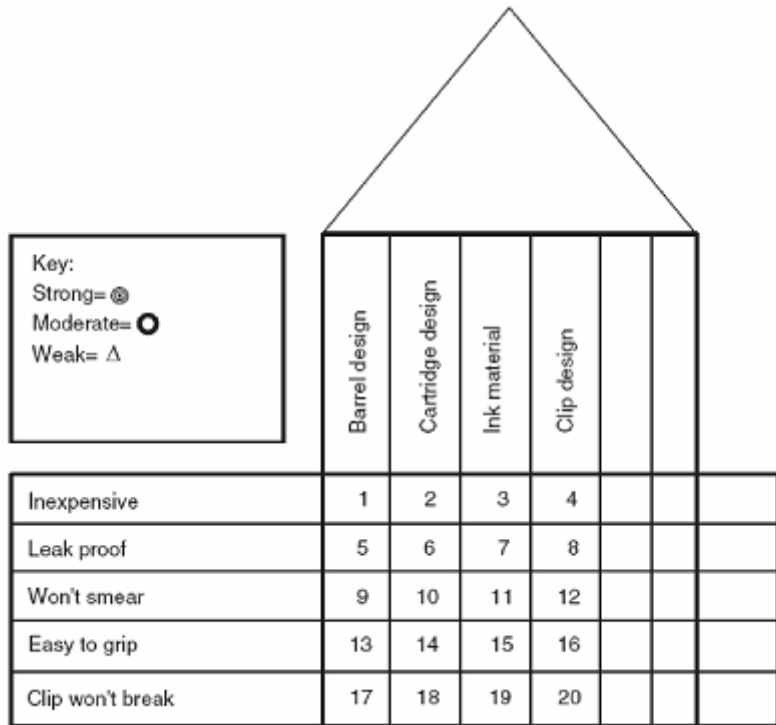 Key:
Strong= ◎
Moderate= O
Weak= Δ
Barrel design
Cartridge design
Ink material
Clip design
Inexpensive 1 2 3 4
Leak proof 5 6 7 8
Won't smear 9 10 11 12
Easy to grip 13 14 15 16
Clip won't break 17 18 19 20